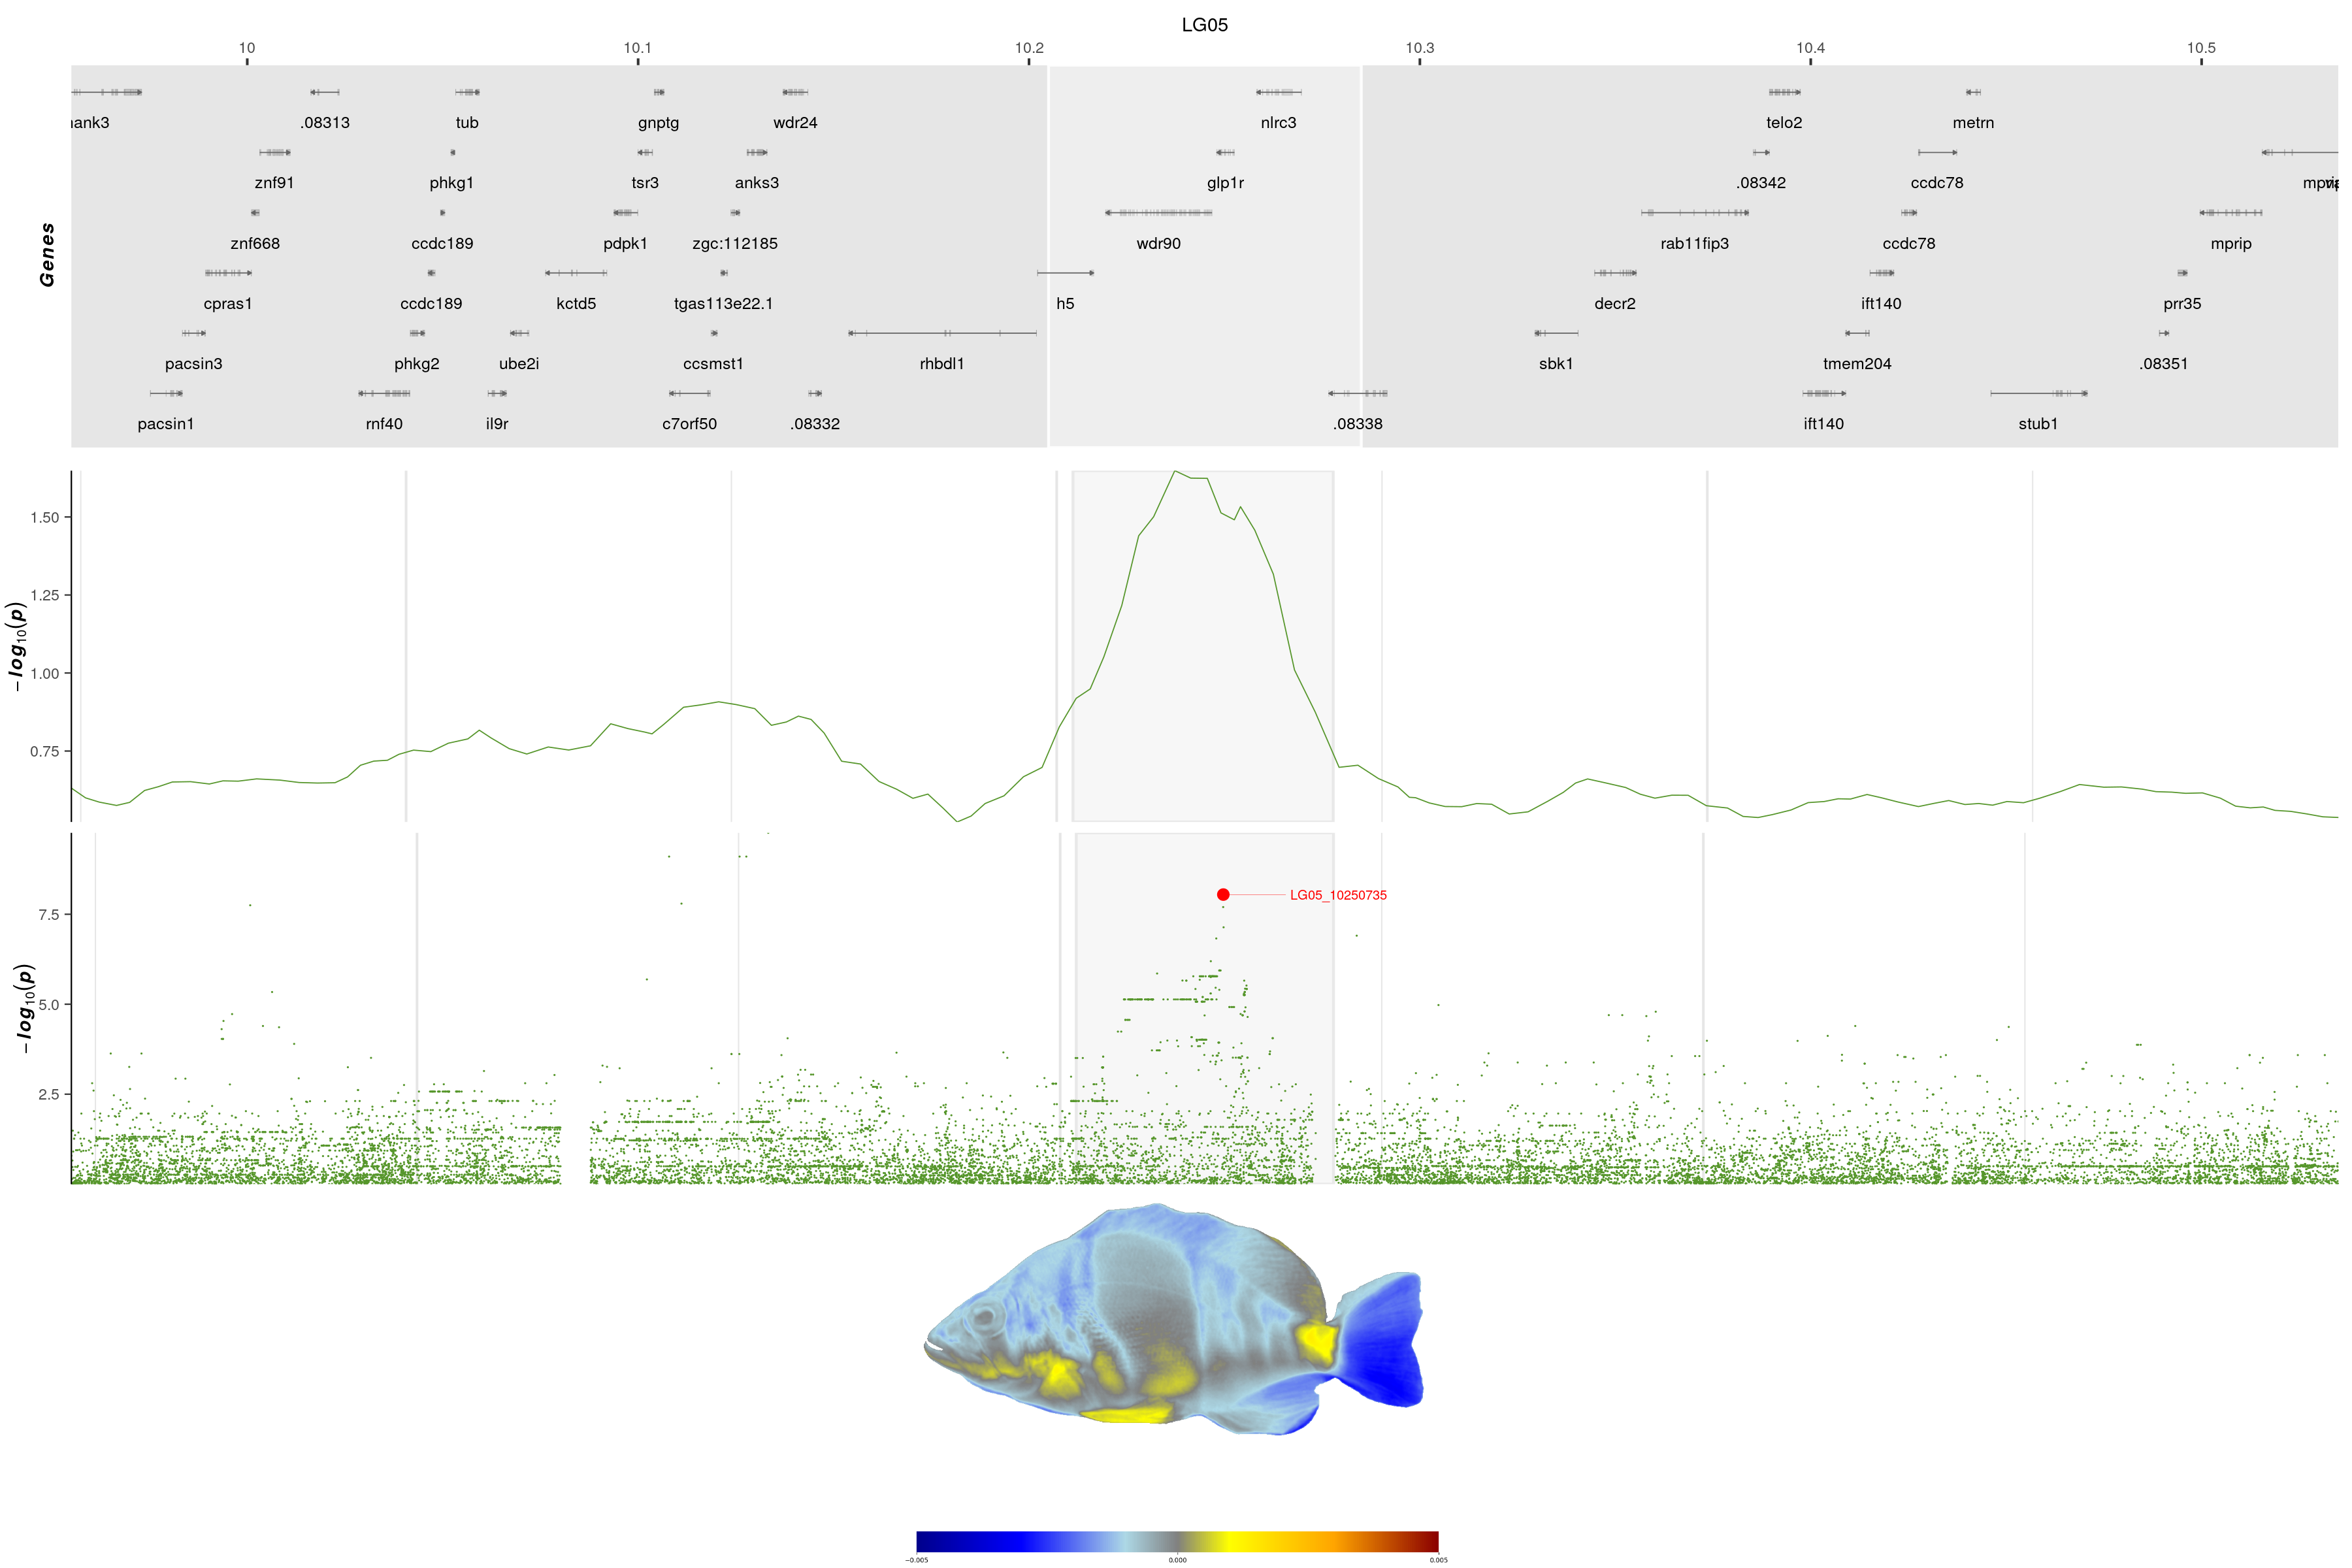 LG05
10 10.1 10.2 10.3 10.4 10.5
Genes
.08313 tub gnptg wdr24 nlrc3 telo2 metrn
znf91 phkg1 tsr3 anks3 glp1r .08342 ccdc78
znf668 ccdc189 pdpk1 zgc:112185 wdr90 rab11fip3 ccdc78 mprip
cpras1 ccdc189 kctd5 tgas113e22.1 h5 decr2 ift140 prr35
pacsin3 phkg2 ube2i ccsmst1 rhbdl1 sbk1 tmem204 .08351
pacsin1 rnf40 il9r c7orf50 .08332 .08338 ift140 stub1
−log10(p)
1.50
1.25
1.00
0.75
−log10(p)
LG05_10250735
7.5
5.0
2.5
−0.005 0.000 0.005